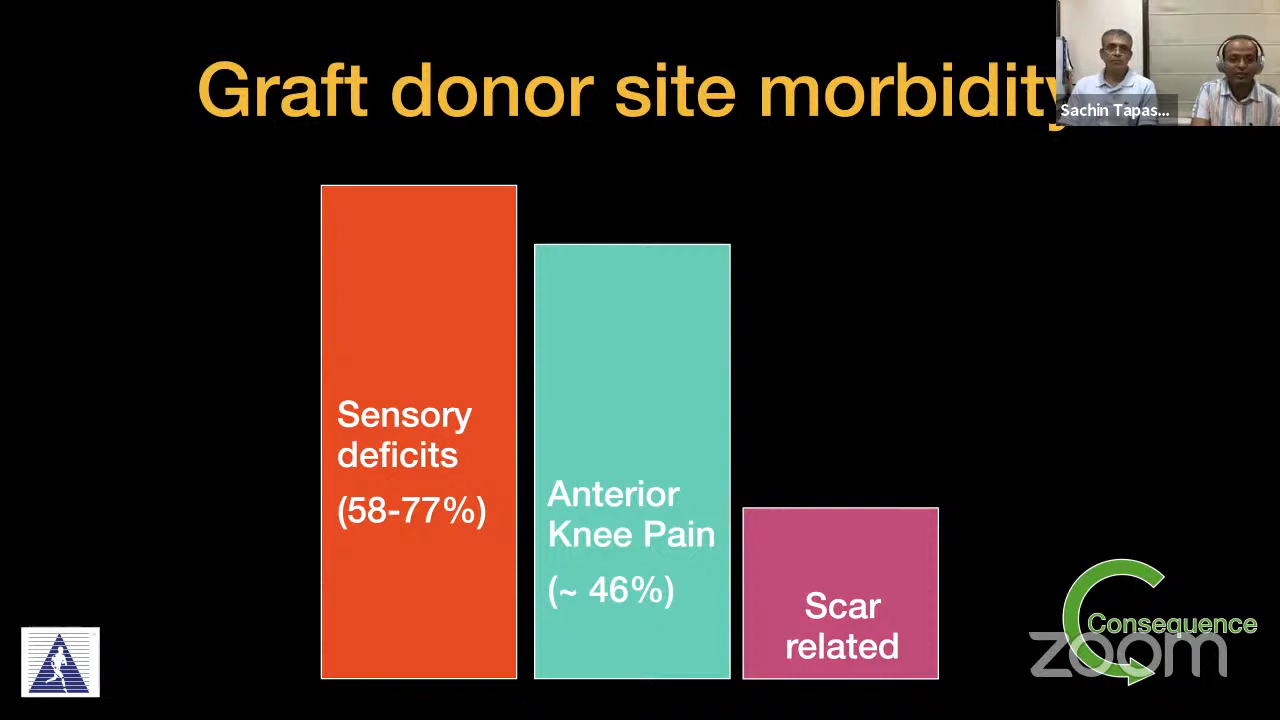 Graft donor site morbidity
Sachin Tapas...
Sensory
deficits
(58-77%)
Anterior
Knee Pain
(~ 46%)
Scar
related
Consequence
zoom